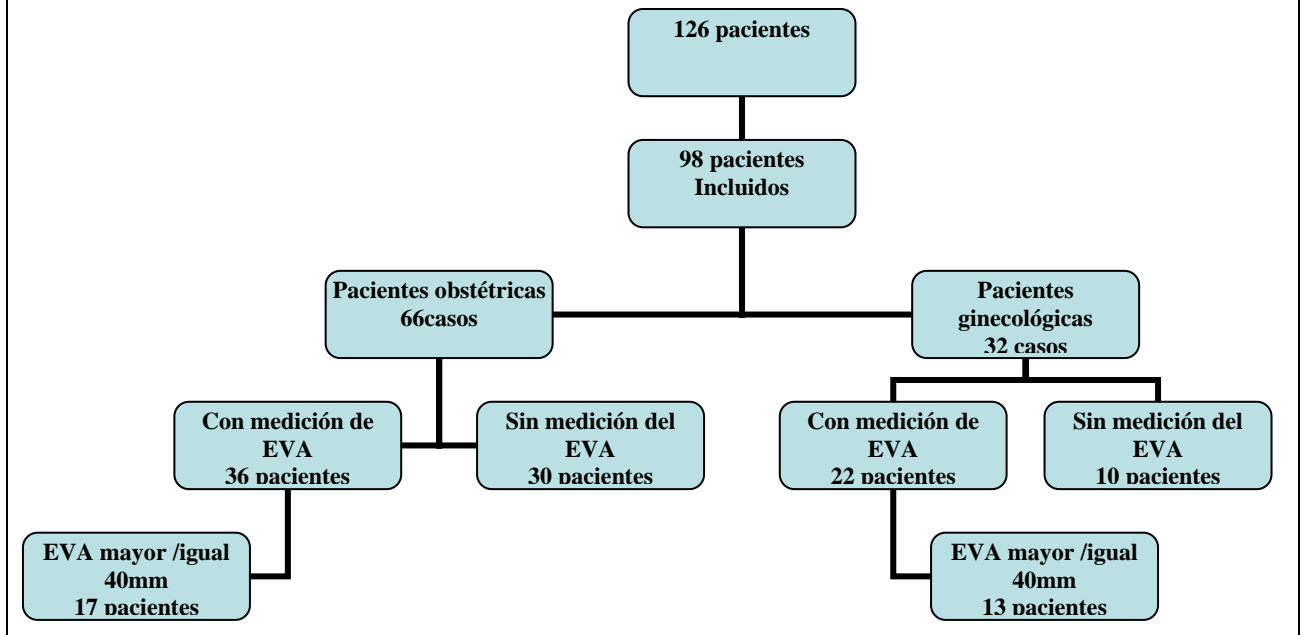 126 pacientes
98 pacientes
Incluidos
Pacientes obstétricas
66casos
Pacientes
ginecológicas
32 casos
Con medición de
EVA
36 pacientes
Sin medición del
EVA
30 pacientes
Con medición de
EVA
22 pacientes
Sin medición del
EVA
10 pacientes
EVA mayor /igual
40mm
17 pacientes
EVA mayor /igual
40mm
13 pacientes